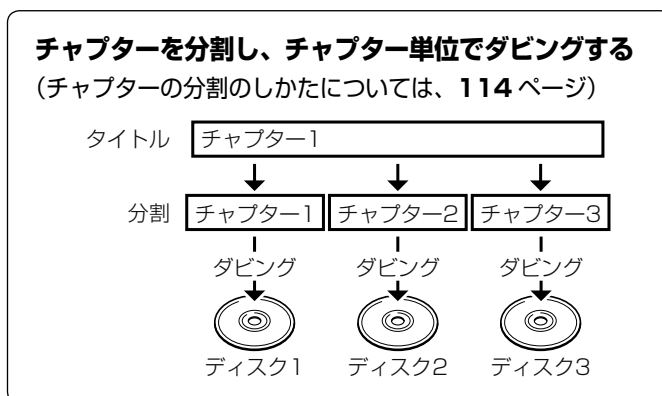 チャプターを分割し、チャプター単位でダビングする
（チャプターの分割のしかたについては、114 ページ）
タイトル チャプター1
分割 チャプター1 チャプター2 チャプター3
ダビング ダビング ダビング
ディスク1 ディスク2 ディスク3